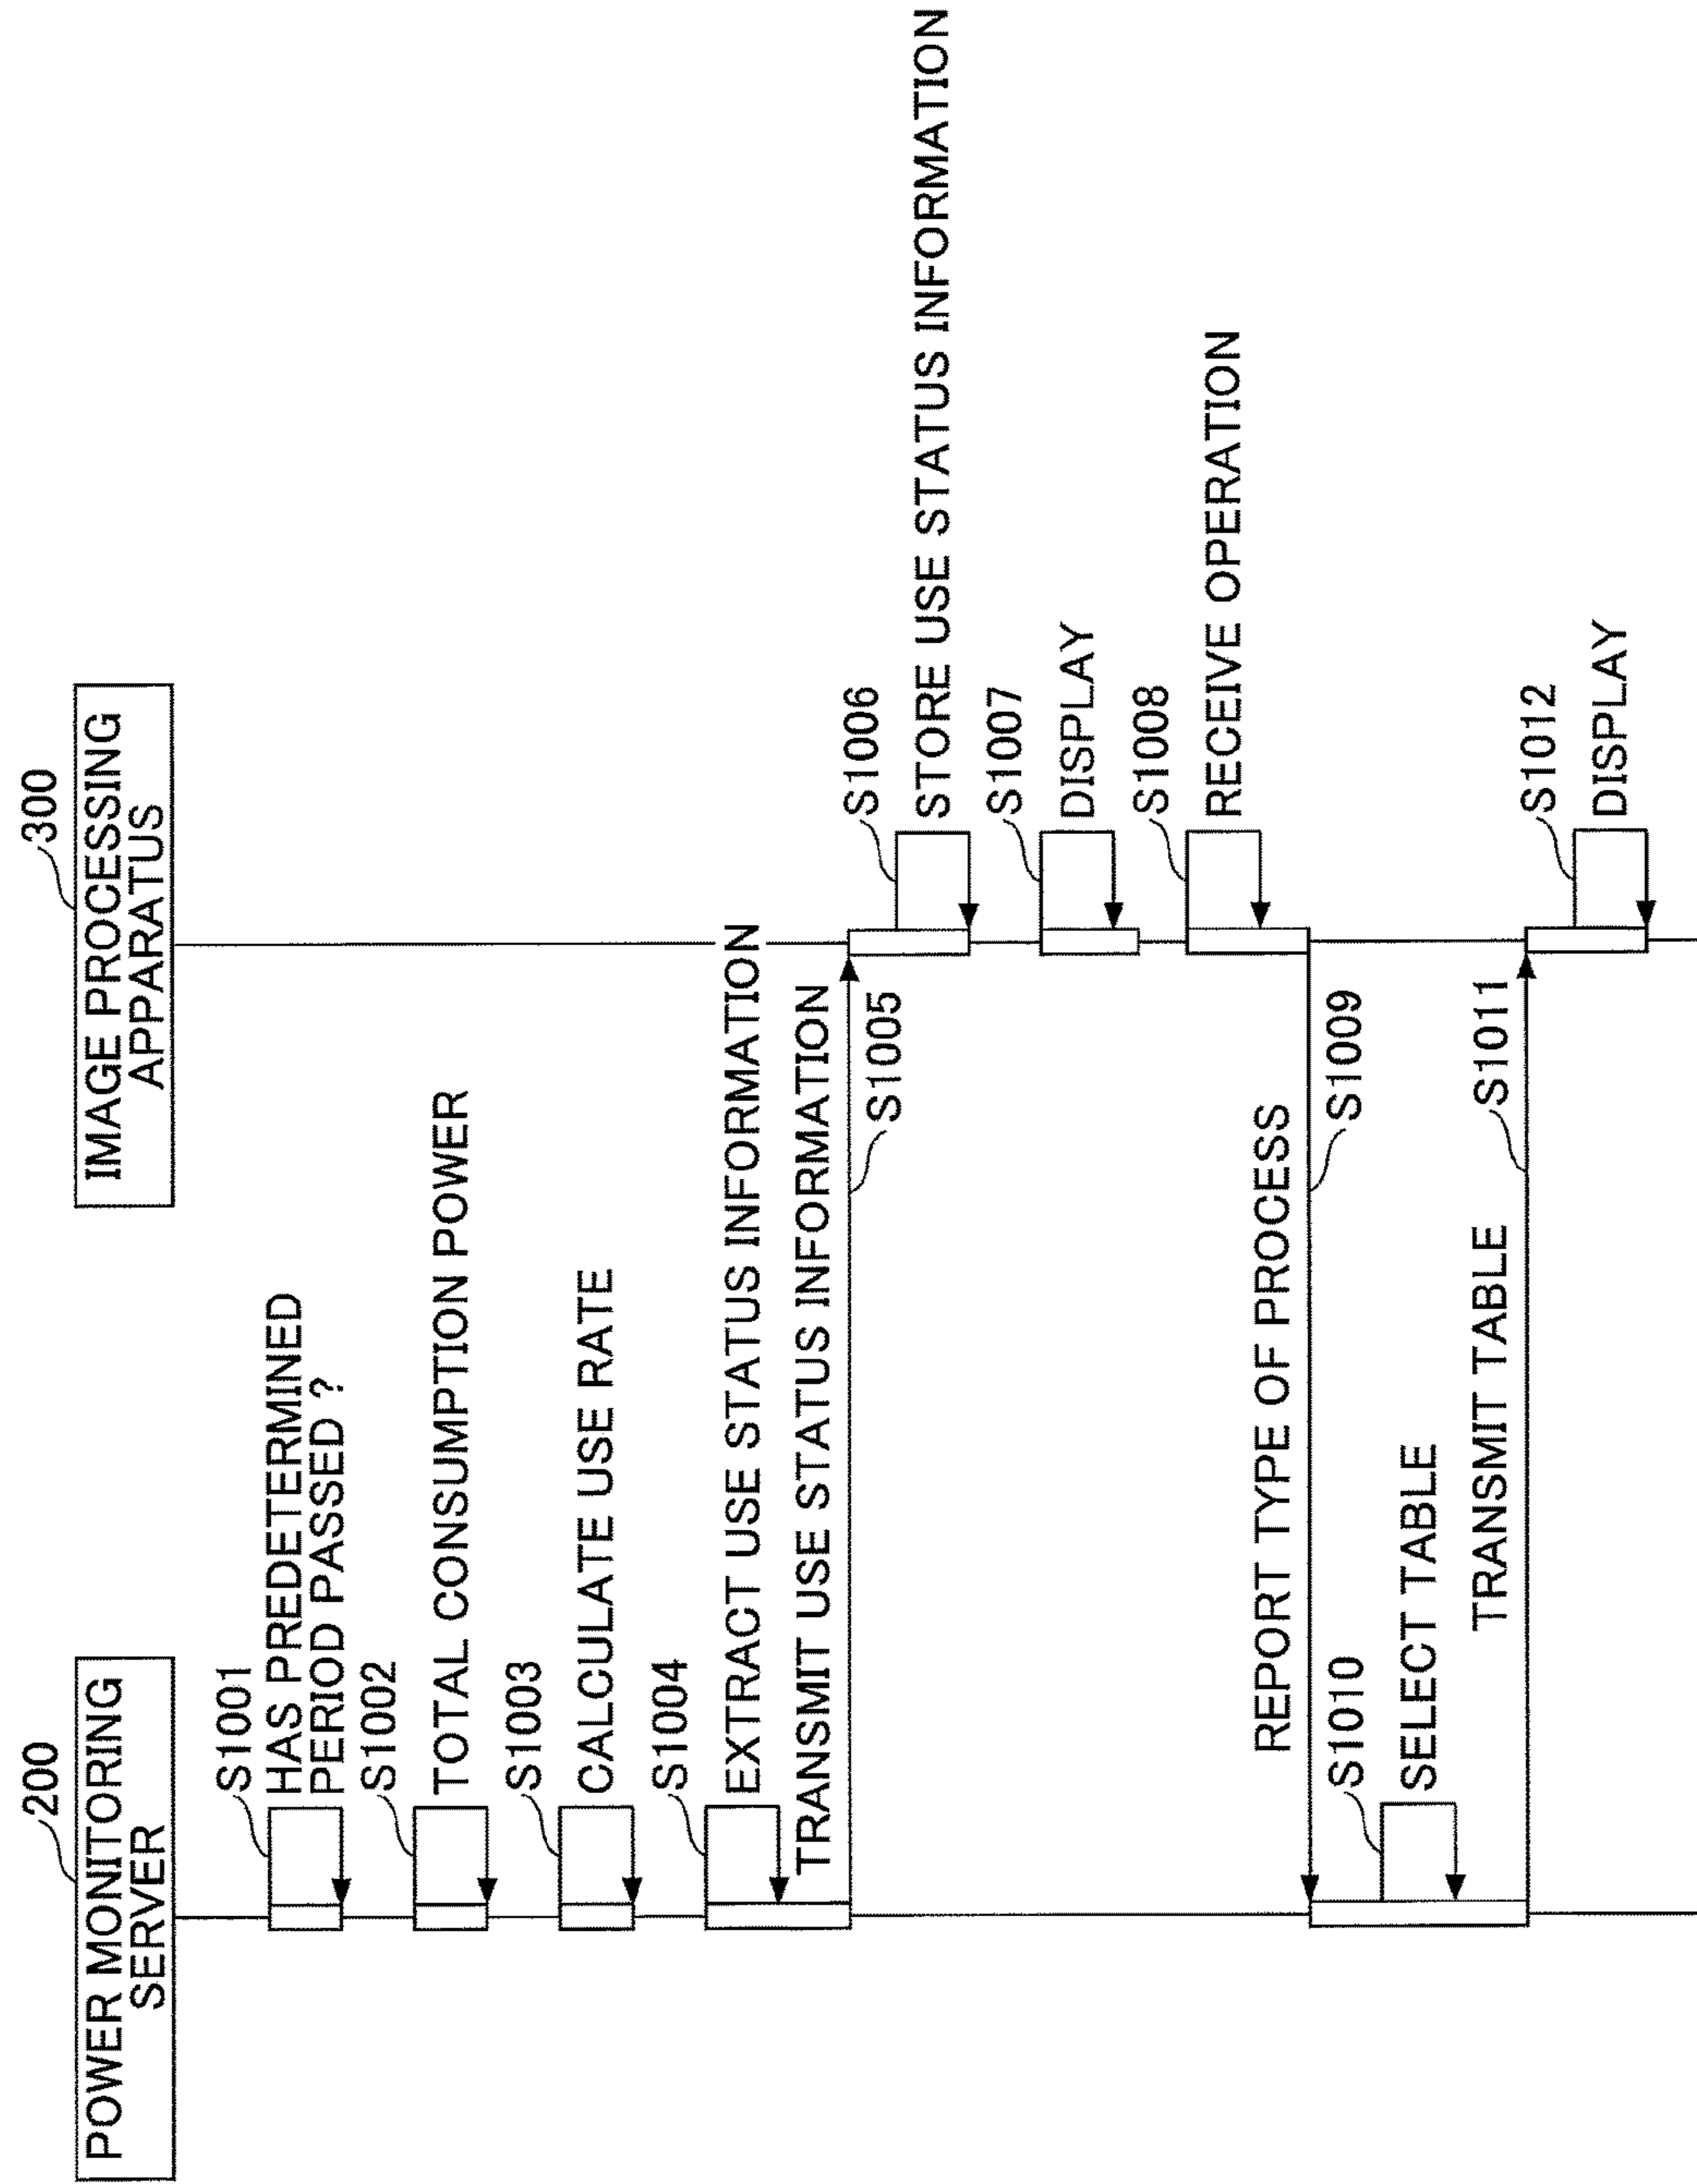 200
POWER MONITORING
SERVER
300
IMAGE PROCESSING
APPARATUS
S1001
HAS PREDETERMINED
PERIOD PASSED ?
S1002
TOTAL CONSUMPTION POWER
S1003
CALCULATE USE RATE
S1004
EXTRACT USE STATUS INFORMATION
TRANSMIT USE STATUS INFORMATION
S1005
S1006
STORE USE STATUS INFORMATION
S1007
DISPLAY
S1008
RECEIVE OPERATION
REPORT TYPE OF PROCESS
S1009
S1010
SELECT TABLE
TRANSMIT TABLE
S1011
S1012
DISPLAY